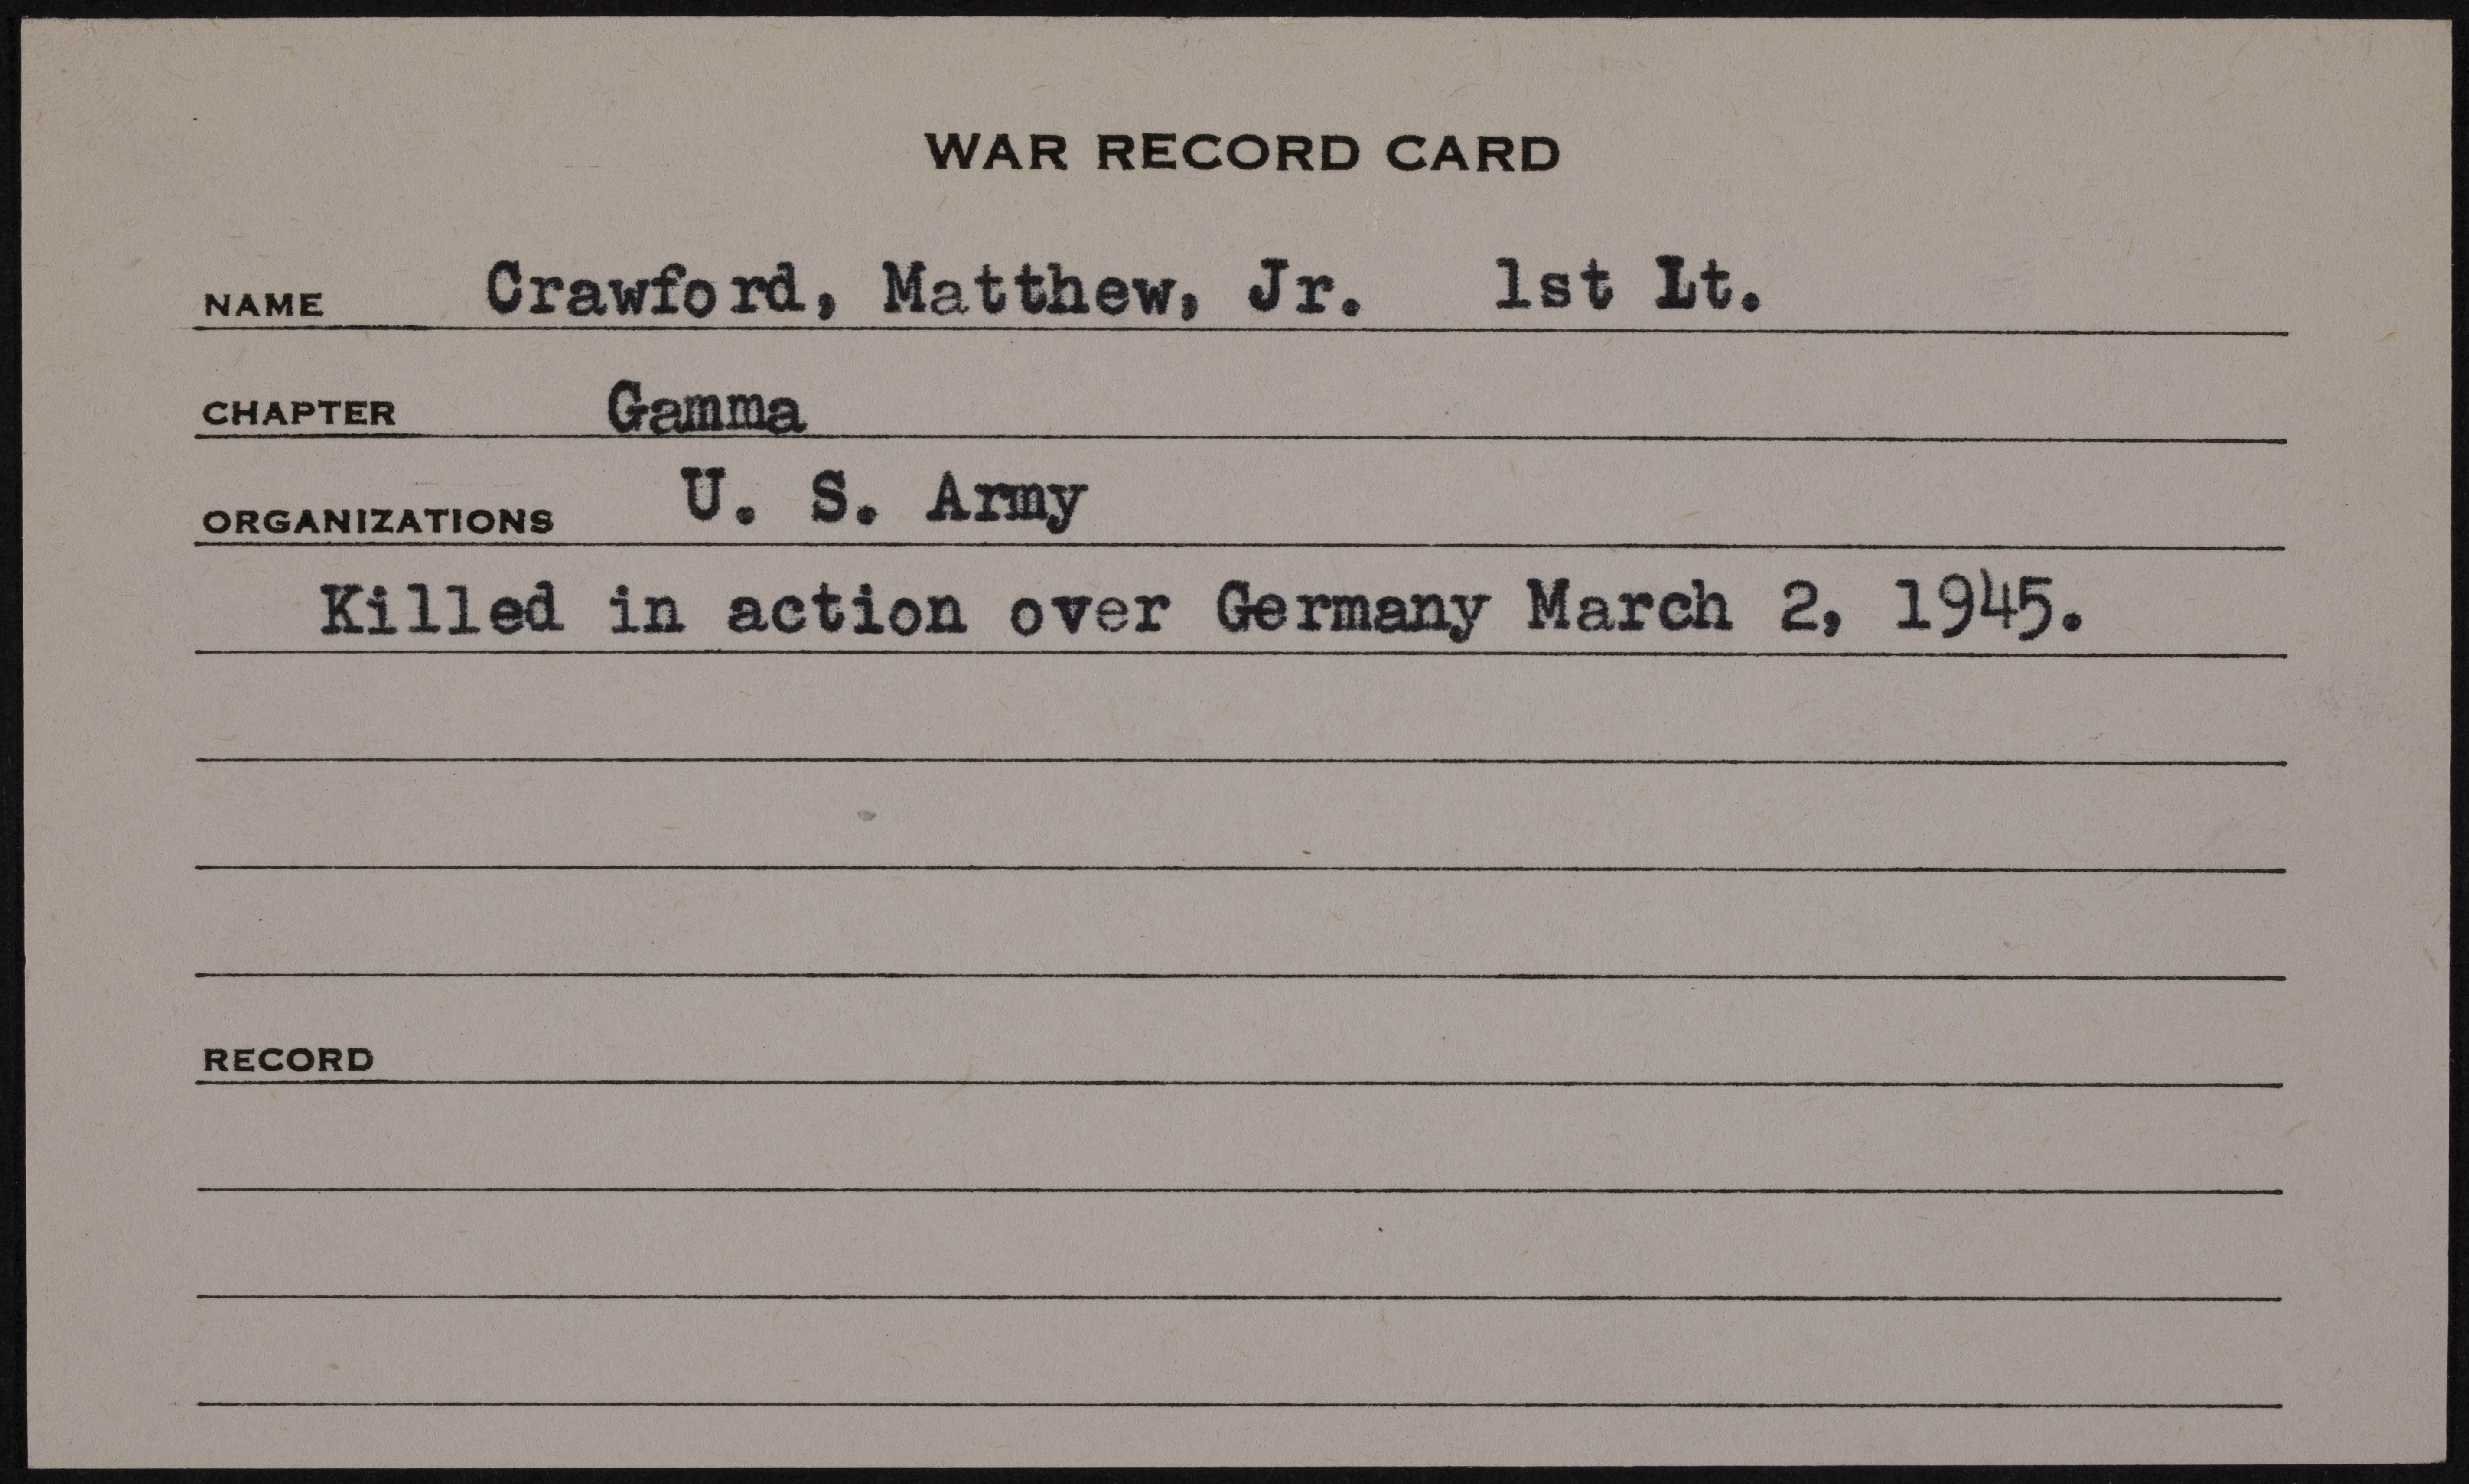 WAR RECORD CARD
NAME Crawford, Matthew, Jr. 1st Lt.
CHAPTER Gamma
ORGANIZATIONS U. S. Army
Killed in action over Germany March 2, 1945.
RECORD